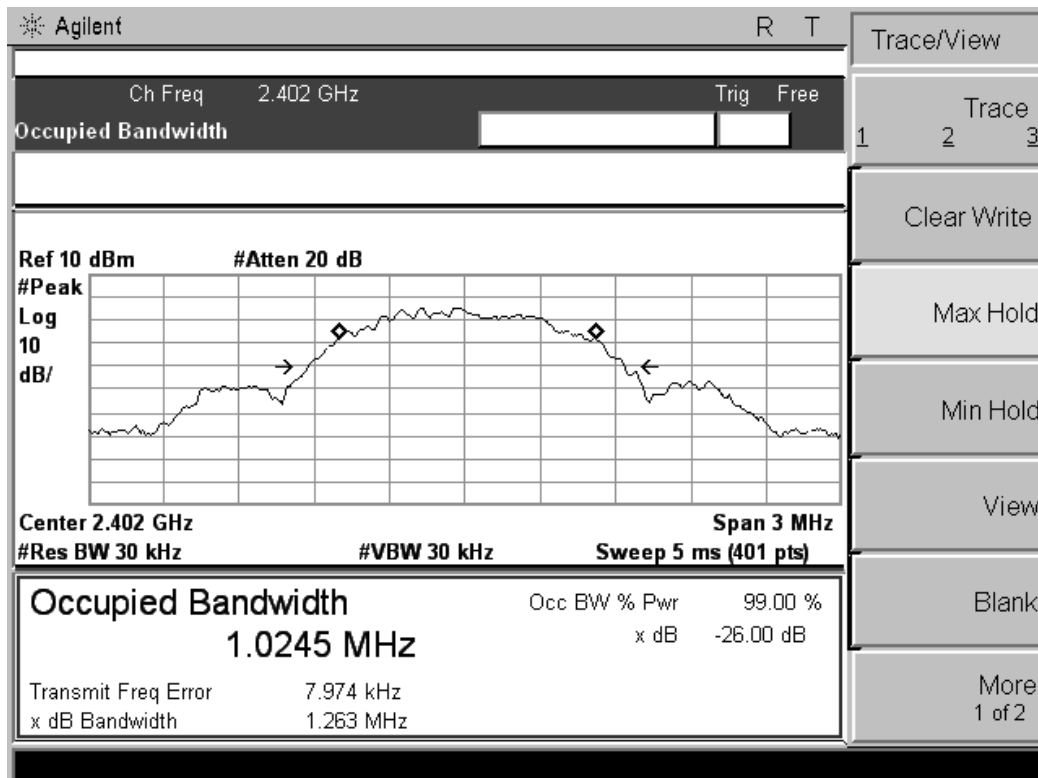 Agilent R T
Trace/View
Ch Freq 2.402 GHz Trig Free
Occupied Bandwidth
Trace
1 2 3
Clear Write
Ref 10 dBm #Atten 20 dB
#Peak
Log
10
dB/
Max Hold
Min Hold
View
Center 2.402 GHz Span 3 MHz
#Res BW 30 kHz #VBW 30 kHz Sweep 5 ms (401 pts)
Occupied Bandwidth
1.0245 MHz
Occ BW % Pwr 99.00 %
x dB -26.00 dB
Transmit Freq Error 7.974 kHz
x dB Bandwidth 1.263 MHz
Blank
More
1 of 2